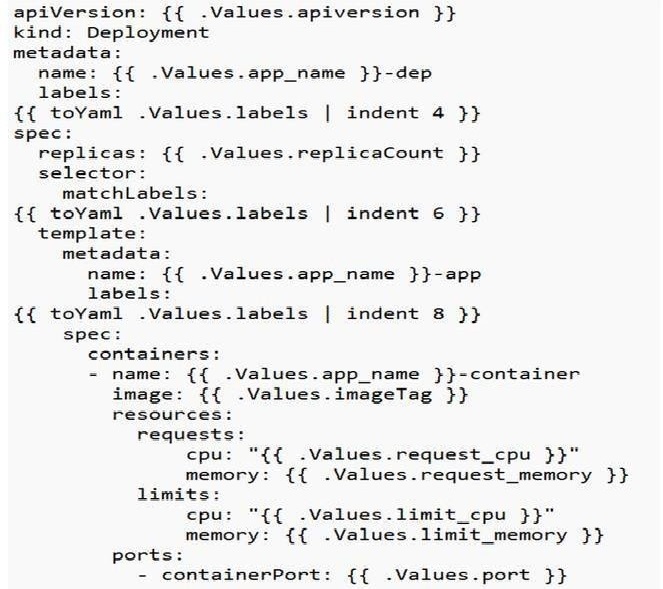 apiVersion: {{ .Values.apiversion }}
kind: Deployment
metadata:
  name: {{ .Values.app_name }}-dep
  labels:
{{ toYaml .Values.labels | indent 4 }}
spec:
  replicas: {{ .Values.replicaCount }}
  selector:
    matchLabels:
{{ toYaml .Values.labels | indent 6 }}
  template:
    metadata:
      name: {{ .Values.app_name }}-app
      labels:
{{ toYaml .Values.labels | indent 8 }}
    spec:
      containers:
      - name: {{ .Values.app_name }}-container
        image: {{ .Values.imageTag }}
        resources:
          requests:
              cpu: "{{ .Values.request_cpu }}"
              memory: {{ .Values.request_memory }}
          limits:
              cpu: "{{ .Values.limit_cpu }}"
              memory: {{ .Values.limit_memory }}
        ports:
          - containerPort: {{ .Values.port }}